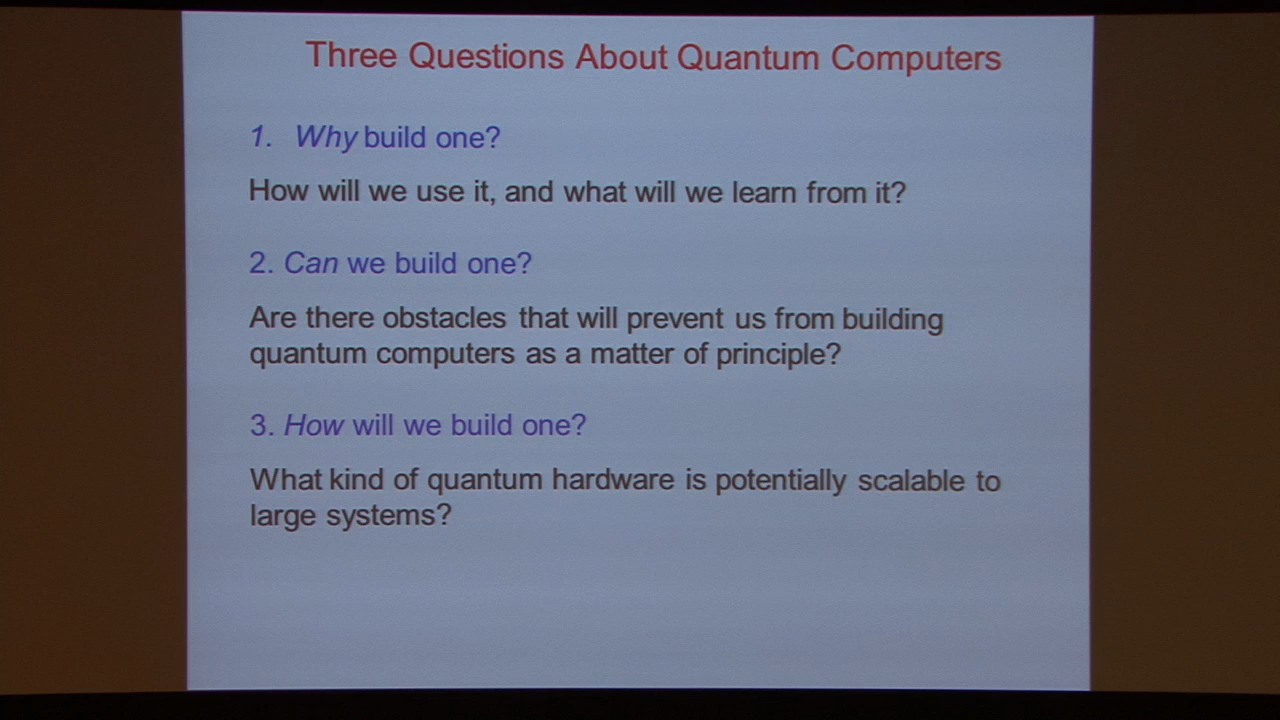 Three Questions About Quantum Computers
1. Why build one?
How will we use it, and what will we learn from it?
2. Can we build one?
Are there obstacles that will prevent us from building
quantum computers as a matter of principle?
3. How will we build one?
What kind of quantum hardware is potentially scalable to
large systems?